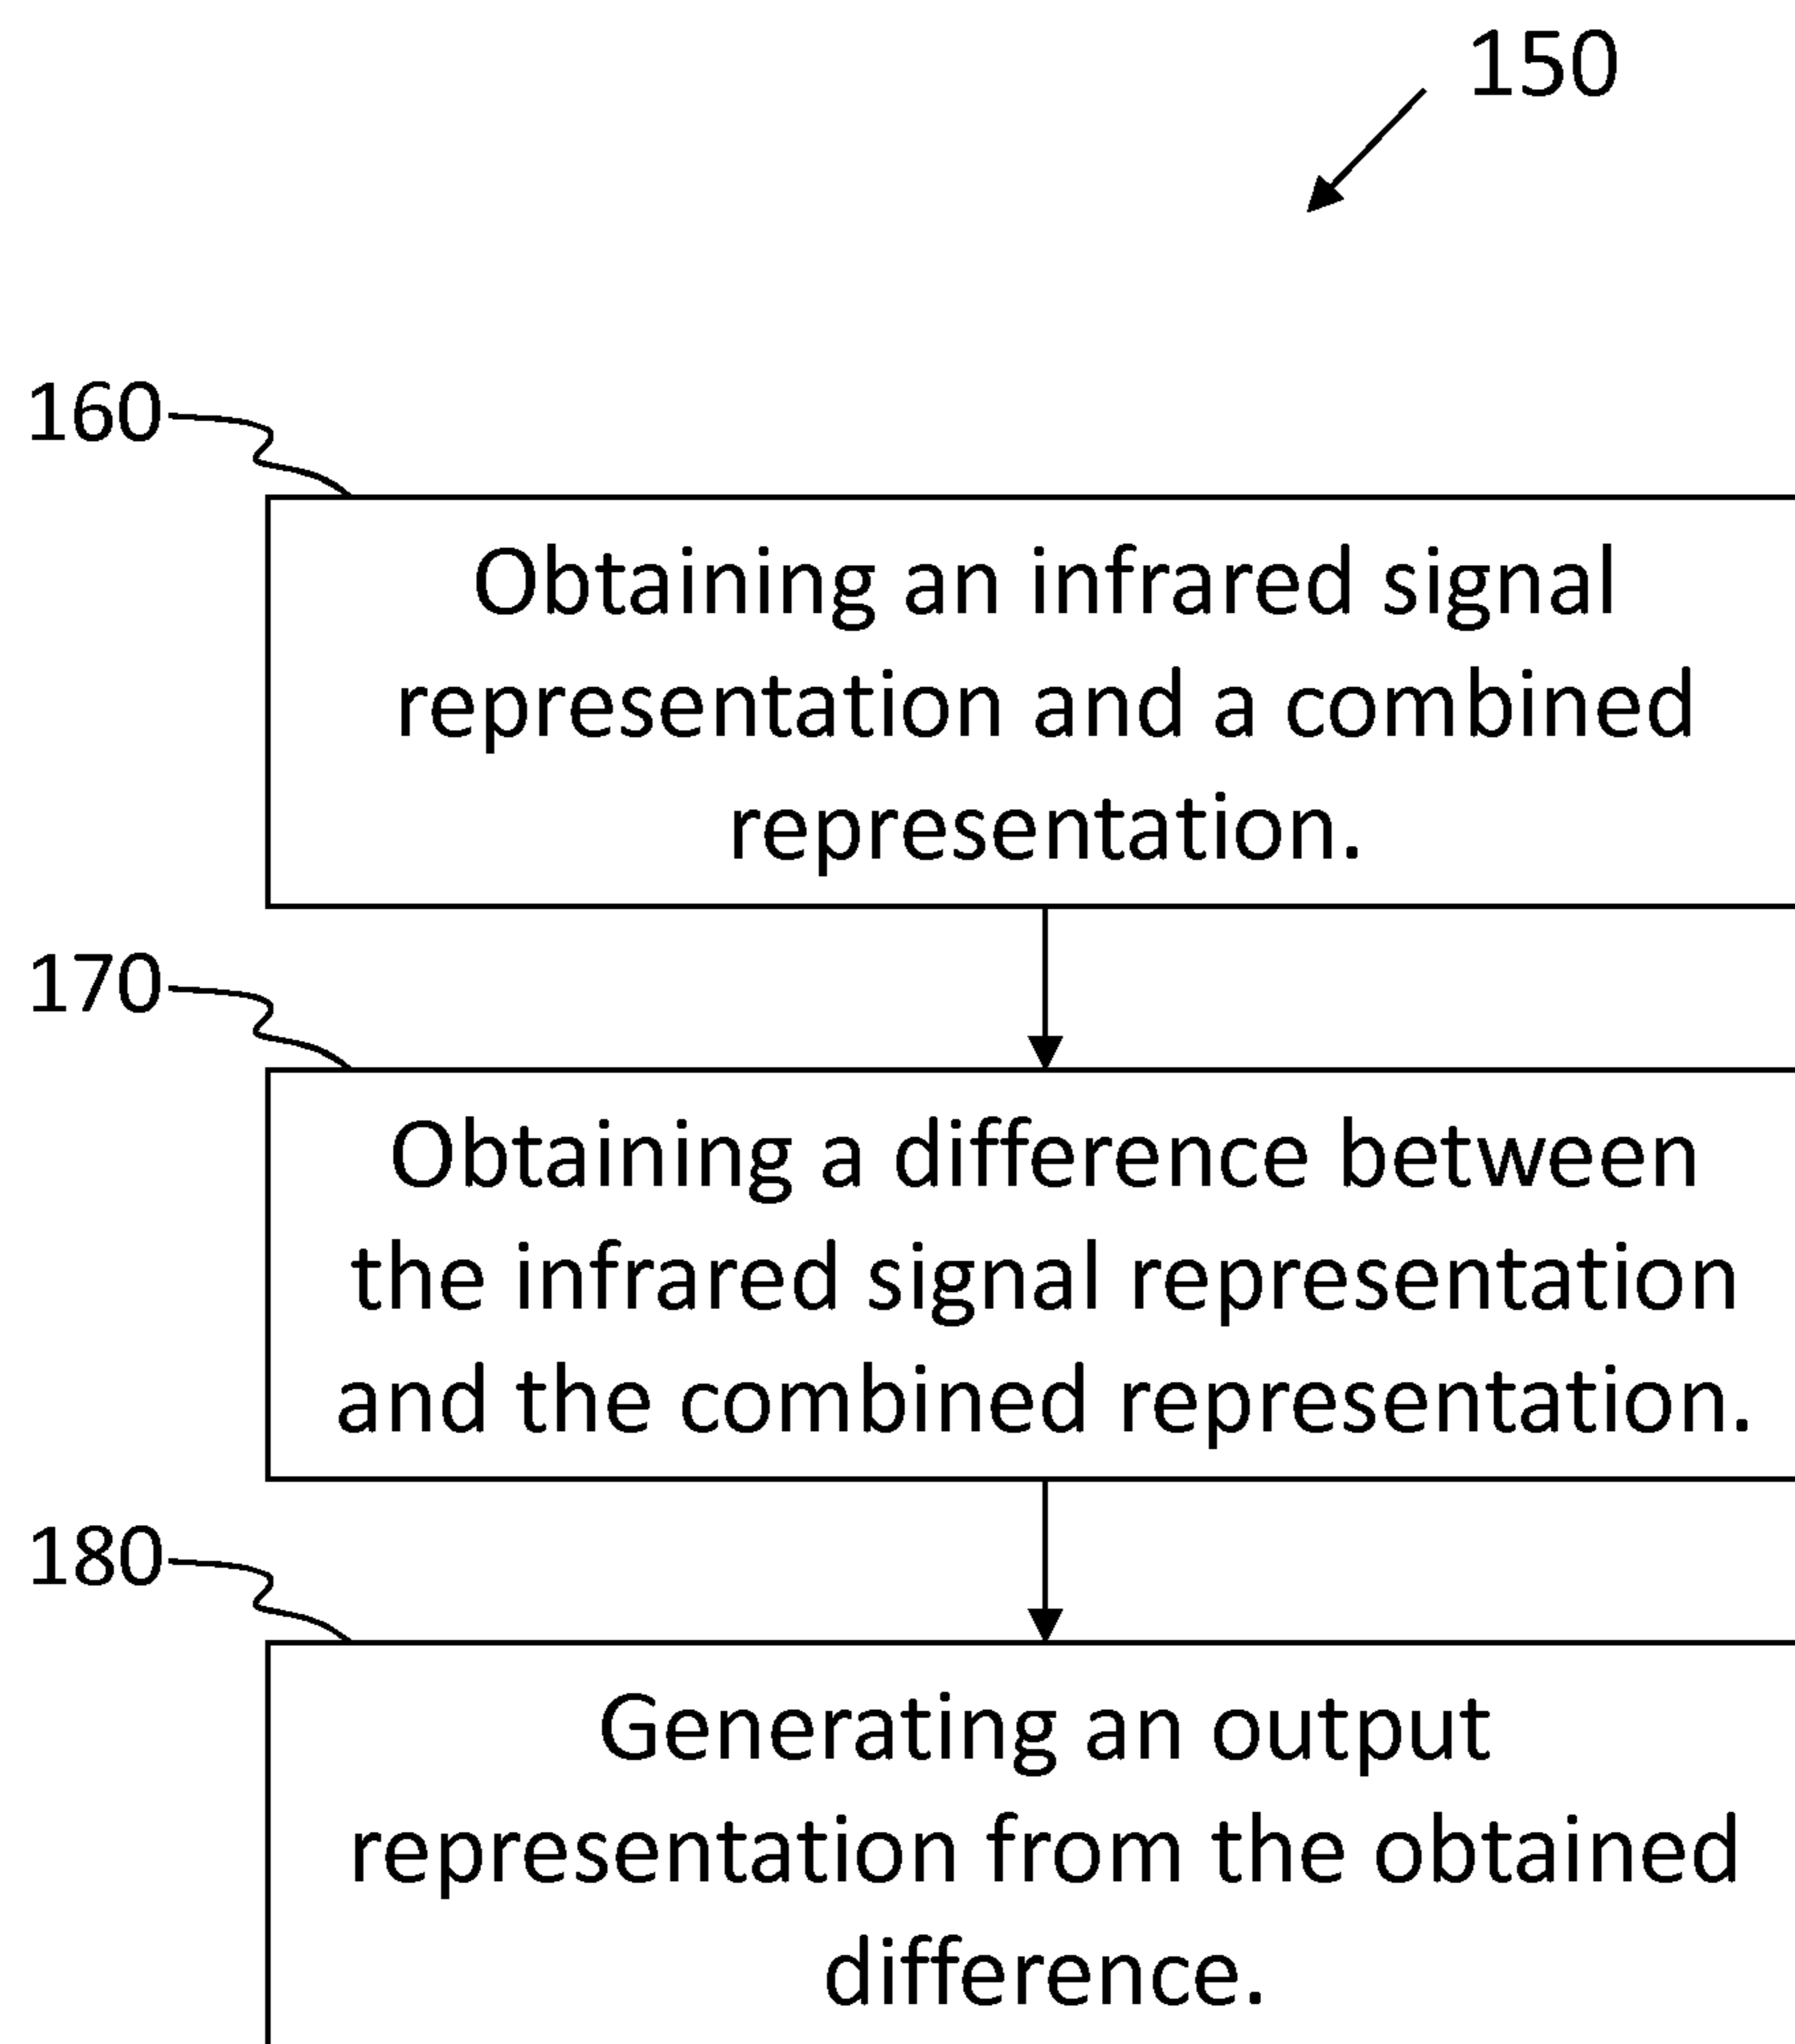 150
160
Obtaining an infrared signal
representation and a combined
representation.
170
Obtaining a difference between
the infrared signal representation
and the combined representation.
180
Generating an output
representation from the obtained
difference.